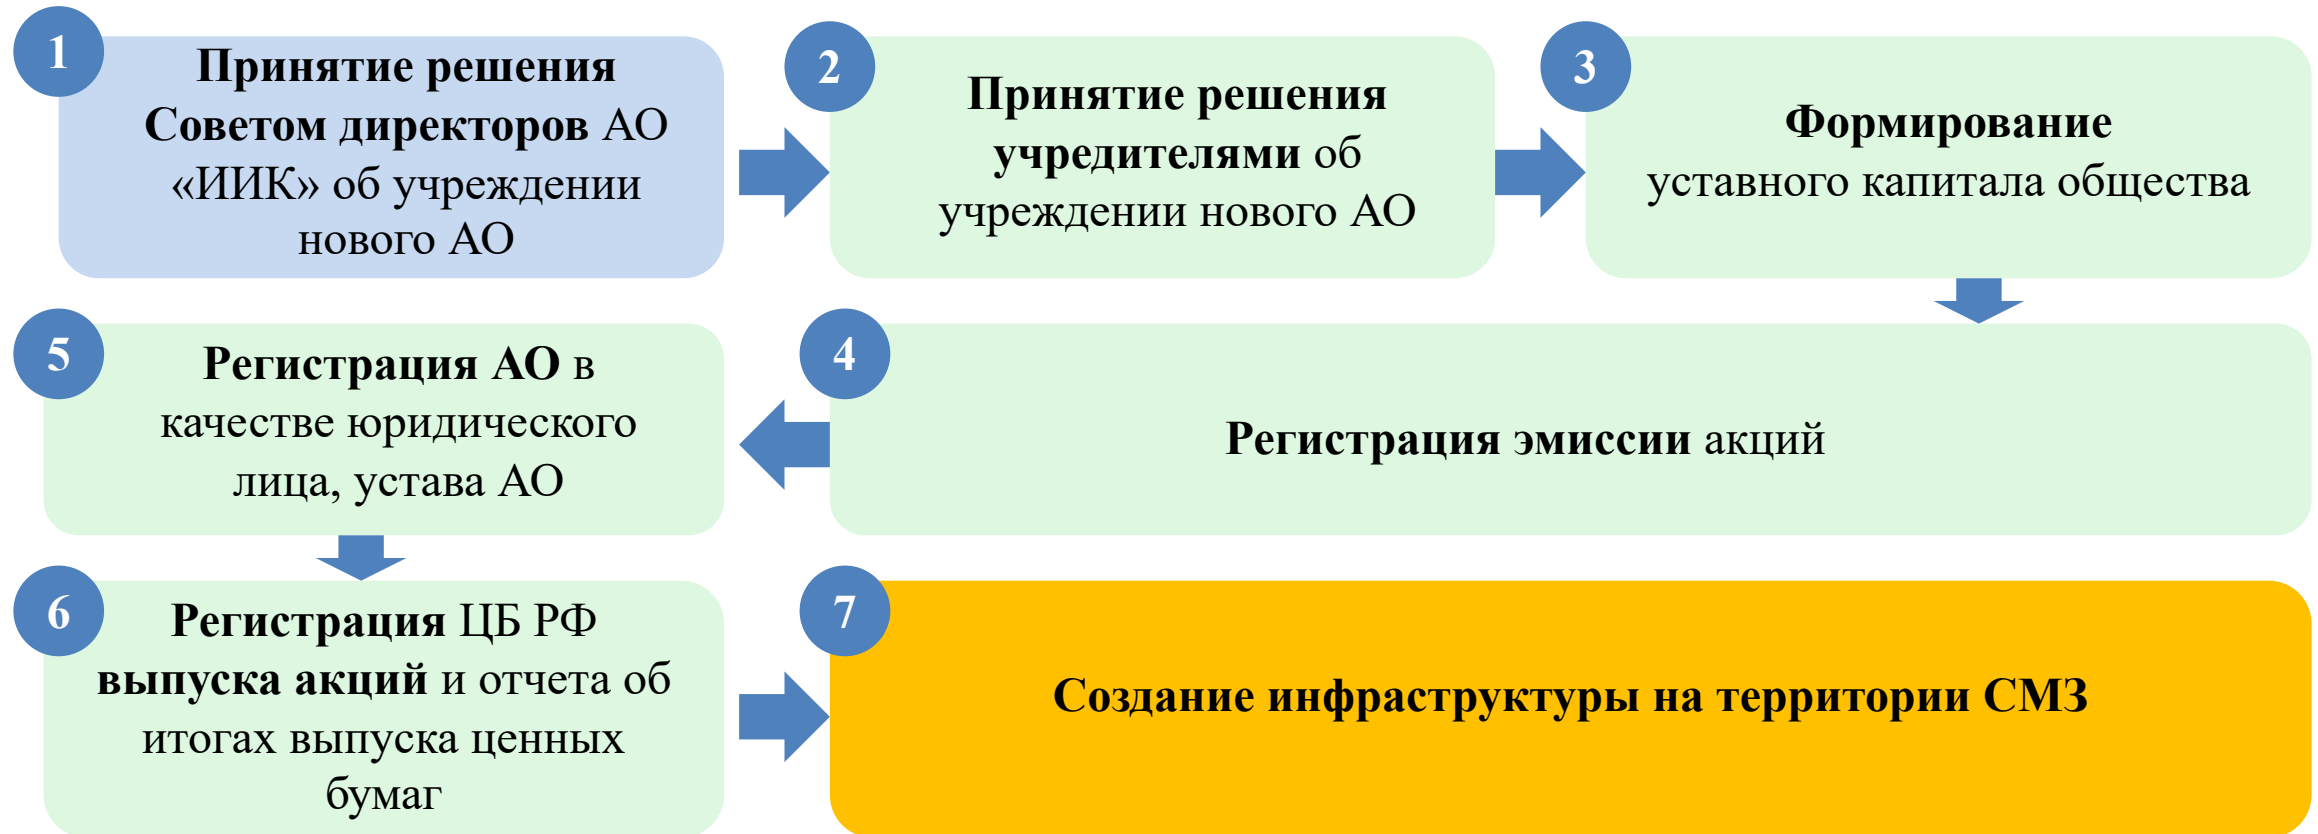 1
Принятие решения
Советом директоров АО
«ИИК» об учреждении
нового АО
2
Принятие решения
учредителями об
учреждении нового АО
3
Формирование
уставного капитала общества
4
Регистрация эмиссии акций
5
Регистрация АО в
качестве юридического
лица, устава АО
6
Регистрация ЦБ РФ
выпуска акций и отчета об
итогах выпуска ценных
бумаг
7
Создание инфраструктуры на территории СМЗ